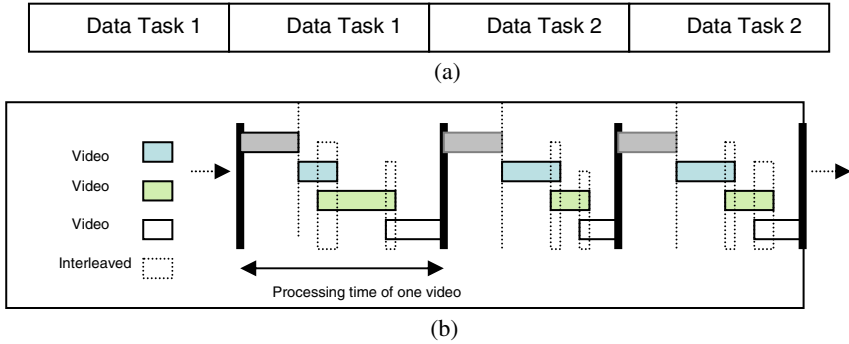 Data Task 1 Data Task 1 Data Task 2 Data Task 2
(a)
Video
Video
Video
Interleaved
Processing time of one video
(b)